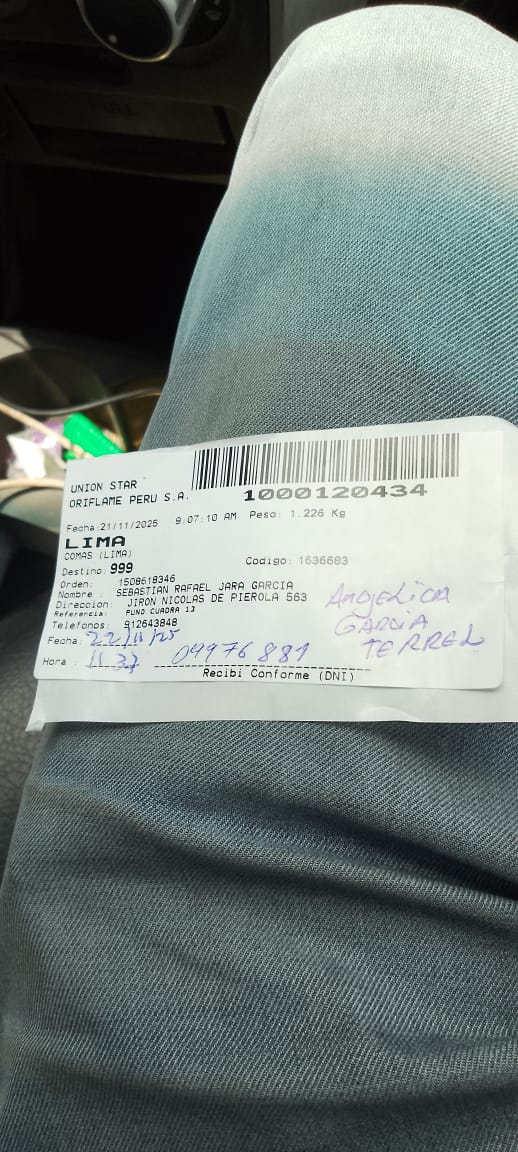 UNION STAR
ORIFLAME PERU S.A.
1000120434
Fecha:21/11/2025 9:07:10 AM Peso: 1.226 Kg
LIMA
COMAS (LIMA)
Destino: 999 Codigo: 1636683
Orden: 1508618346
Nombre : SEBASTIAN RAFAEL JARA GARCIA
Direccion: JIRON NICOLAS DE PIEROLA 563
Referencia: PUNO CUADRA 13
Telefonos: 912643848
Fecha: 22/11/25
Hora : 11:37 09976881
Recibi Conforme (DNI)
ANGELICA
GARCIA
TERREL